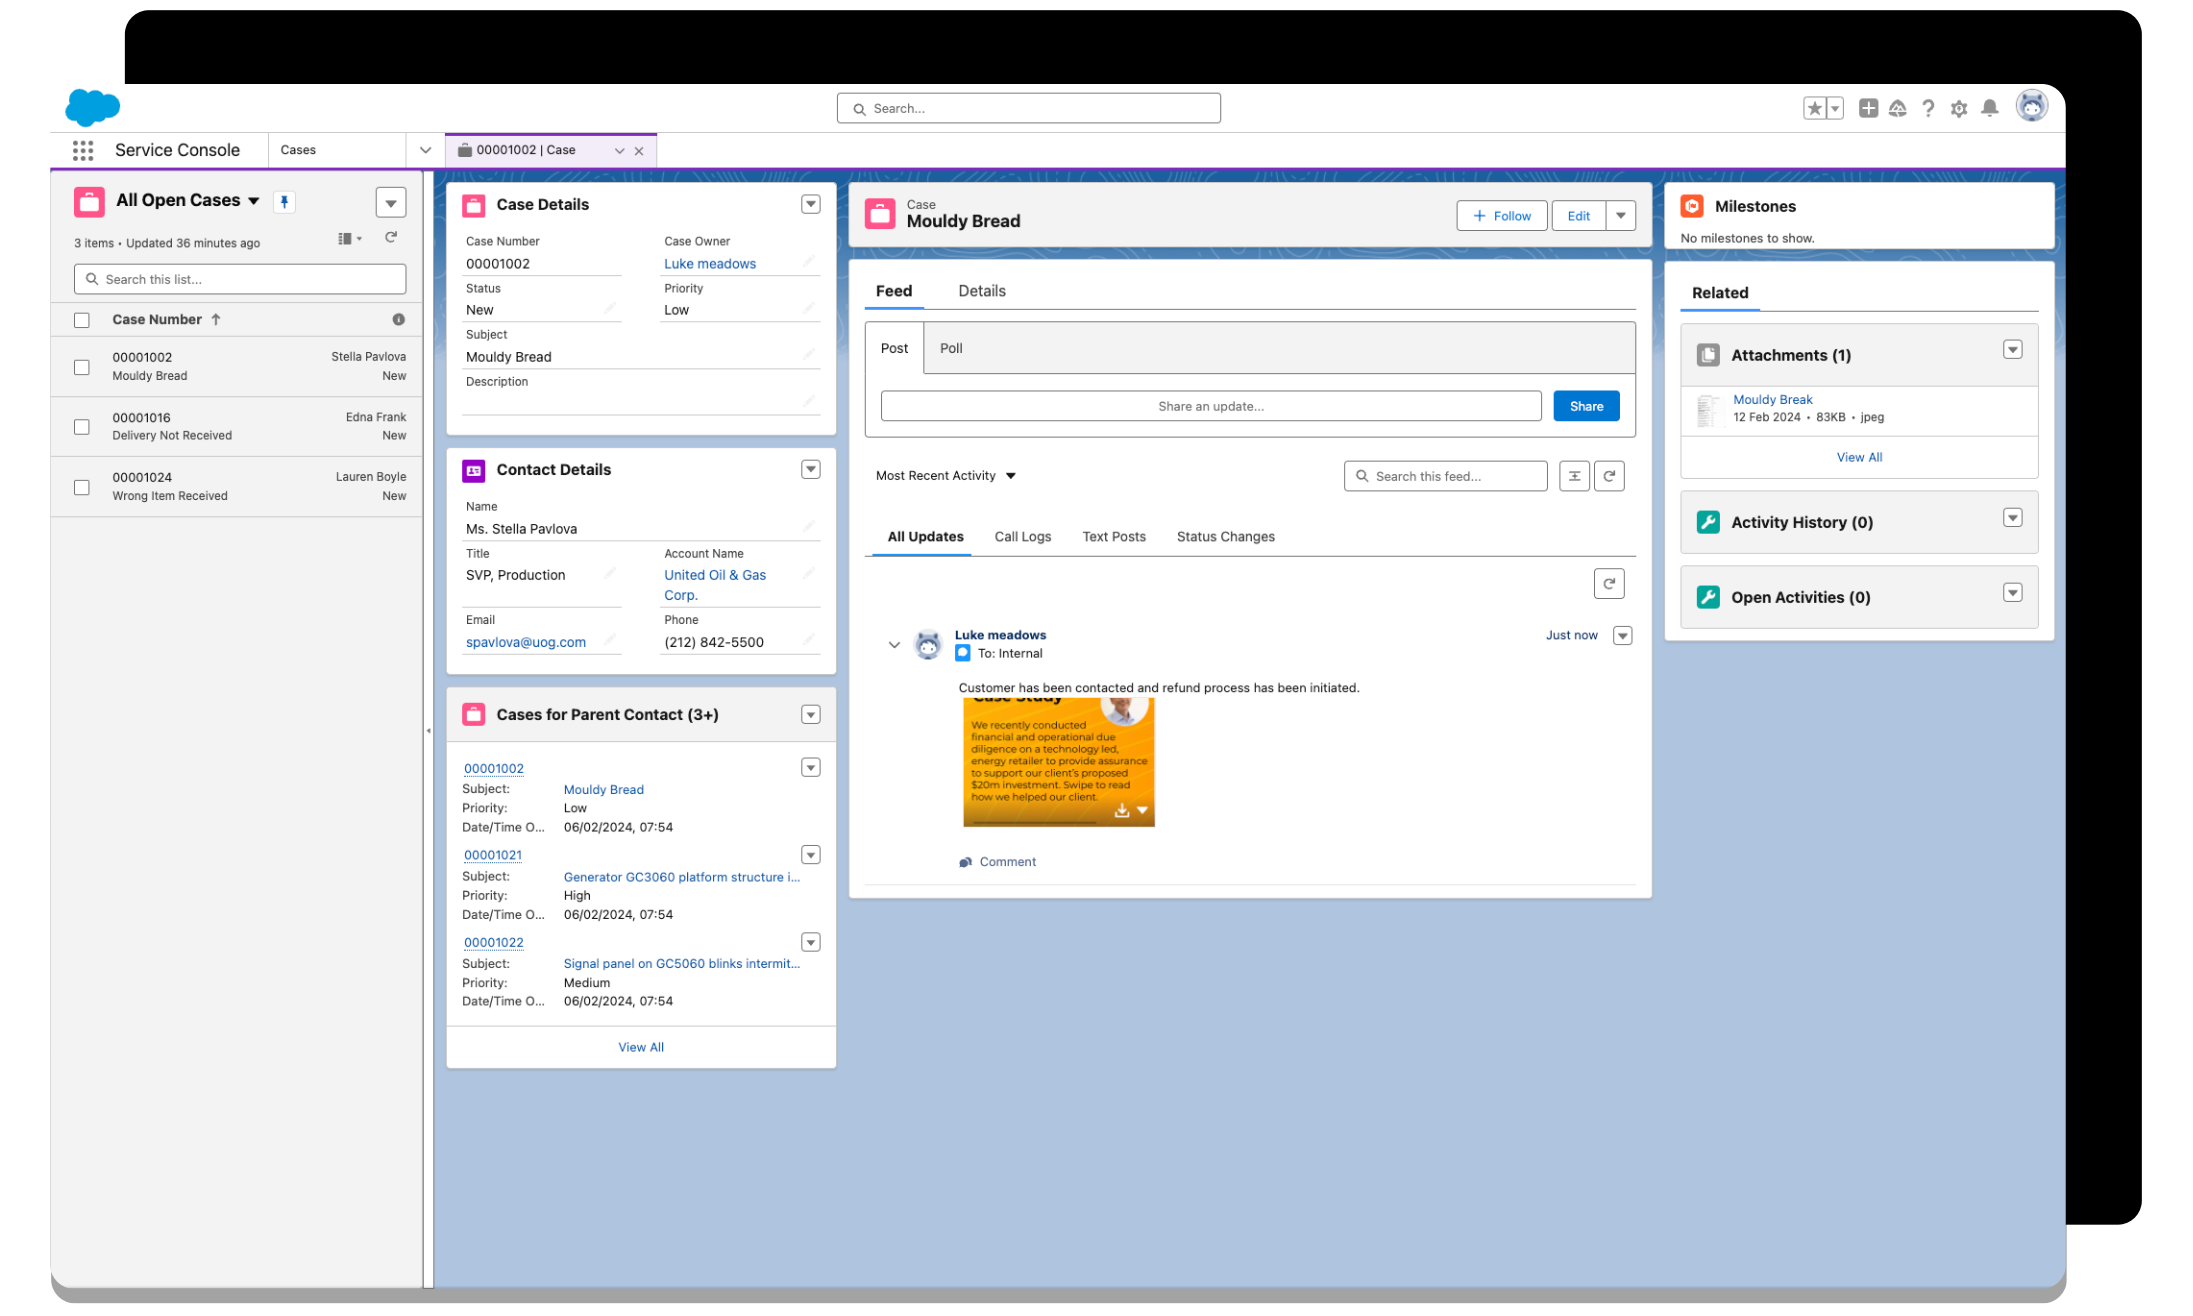 Search...
Service Console
Cases
00001002 | Case
All Open Cases
3 items • Updated 36 minutes ago
Search this list...
Case Number ↑
00001002
Stella Pavlova
Mouldy Bread
New
00001016
Edna Frank
Delivery Not Received
New
00001024
Lauren Boyle
Wrong Item Received
New
Case Details
Case Number
Case Owner
00001002
Luke meadows
Status
Priority
New
Low
Subject
Mouldy Bread
Description
Contact Details
Name
Ms. Stella Pavlova
Title
Account Name
SVP, Production
United Oil & Gas
Corp.
Email
Phone
spavlova@uog.com
(212) 842-5500
Cases for Parent Contact (3+)
00001002
Subject:
Mouldy Bread
Priority:
Low
Date/Time O...
06/02/2024, 07:54
00001021
Subject:
Generator GC3060 platform structure i...
Priority:
High
Date/Time O...
06/02/2024, 07:54
00001022
Subject:
Signal panel on GC5060 blinks intermit...
Priority:
Medium
Date/Time O...
06/02/2024, 07:54
View All
Case
Mouldy Bread
+ Follow
Edit
Feed
Details
Post
Poll
Share an update...
Share
Most Recent Activity
Search this feed...
All Updates
Call Logs
Text Posts
Status Changes
Luke meadows
Just now
To: Internal
Customer has been contacted and refund process has been initiated.
Case Study
We recently conducted
financial and operational due
diligence on a technology led,
energy retailer to provide assurance
to support our client's proposed
$20m investment. Swipe to read
how we helped our client.
Comment
Milestones
No milestones to show.
Related
Attachments (1)
Mouldy Break
12 Feb 2024 • 83KB • jpeg
View All
Activity History (0)
Open Activities (0)